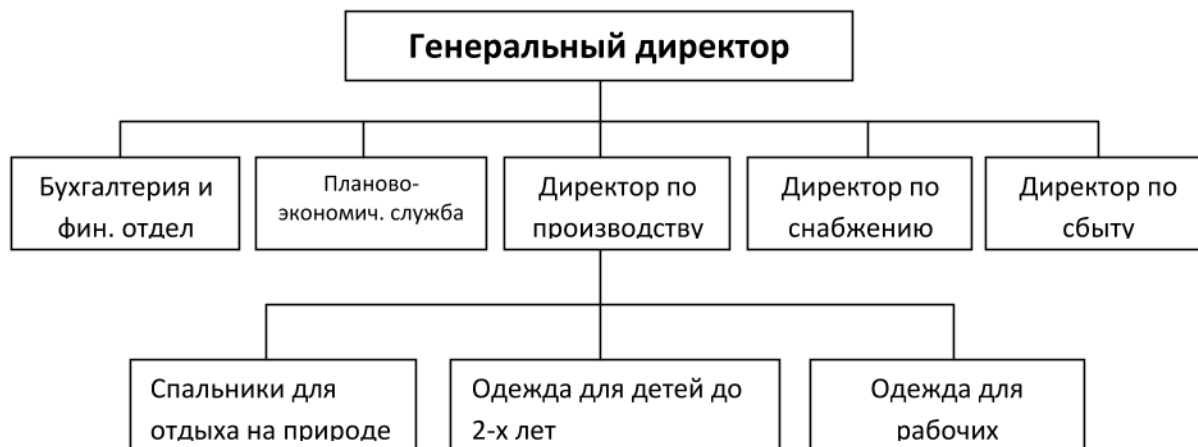 Генеральный директор
Бухгалтерия и
фин. отдел
Планово-
экономич. служба
Директор по
производству
Директор по
снабжению
Директор по
сбыту
Спальники для
отдыха на природе
Одежда для детей до
2-х лет
Одежда для
рабочих